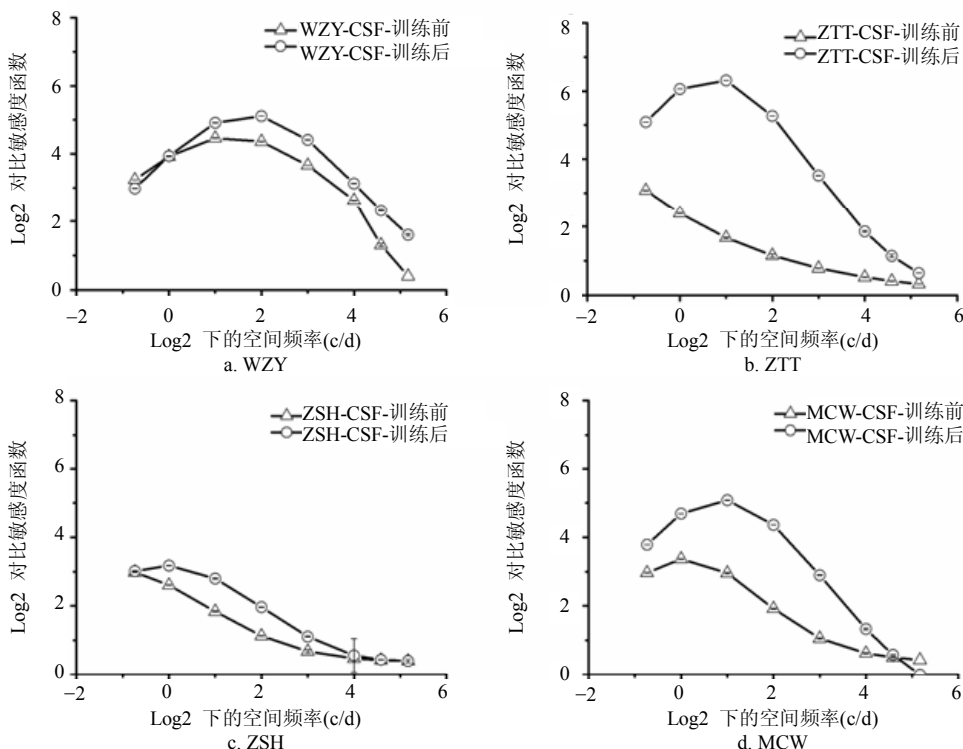 WZY-CSF-训练前
WZY-CSF-训练后
8
6
4
2
0
Log2 对比敏感度函数
−2
0
2
4
6
Log2 下的空间频率(c/d)
a. WZY
ZTT-CSF-训练前
ZTT-CSF-训练后
8
6
4
2
0
Log2 对比敏感度函数
−2
0
2
4
6
Log2 下的空间频率(c/d)
b. ZTT
ZSH-CSF-训练前
ZSH-CSF-训练后
8
6
4
2
0
Log2 对比敏感度函数
−2
0
2
4
6
Log2 下的空间频率(c/d)
c. ZSH
MCW-CSF-训练前
MCW-CSF-训练后
8
6
4
2
0
Log2 对比敏感度函数
−2
0
2
4
6
Log2 下的空间频率(c/d)
d. MCW